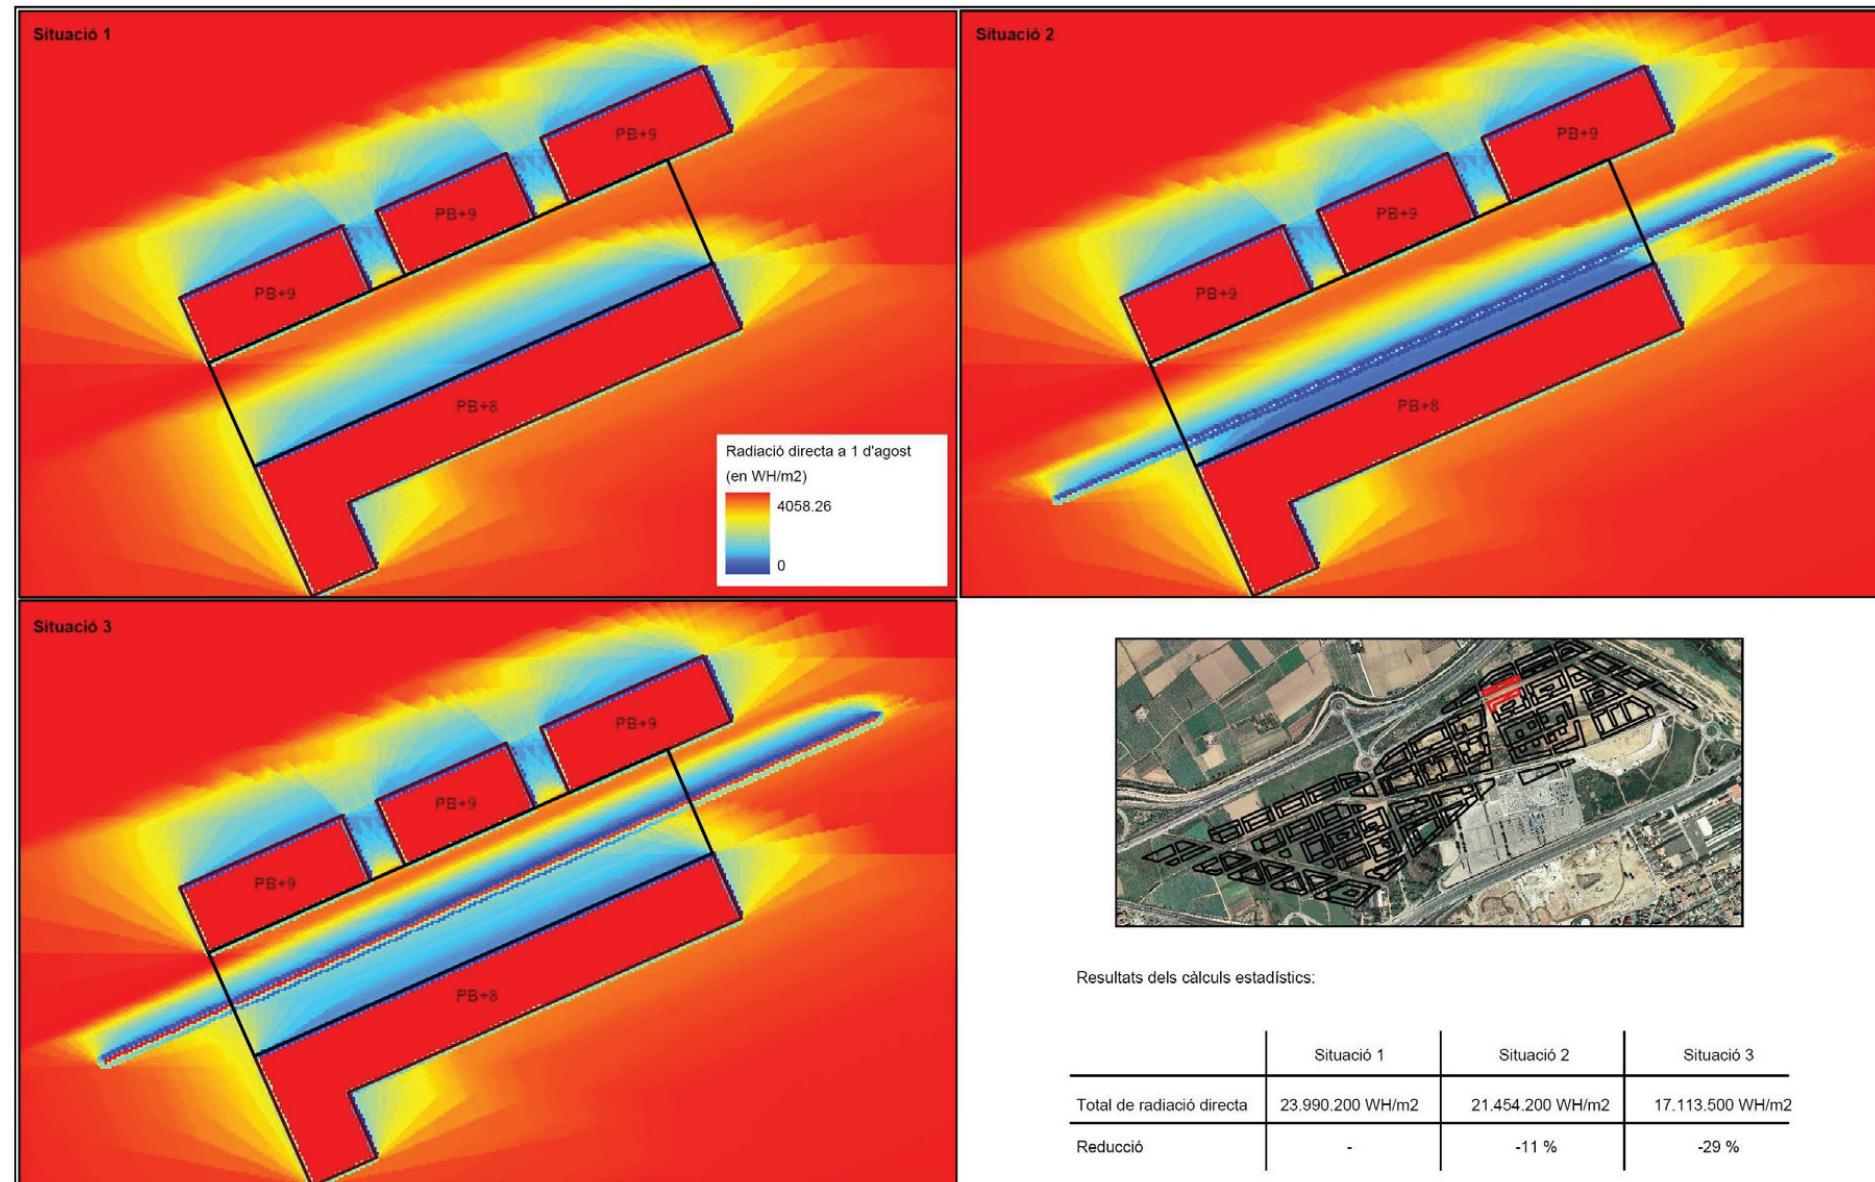 Situació 1
PB+9
PB+9
PB+9
PB+8
Radiació directa a 1 d'agost
(en WH/m2)
4058.26
0
Situació 2
PB+9
PB+9
PB+9
PB+8
Situació 3
PB+9
PB+9
PB+9
PB+8
Resultats dels càlculs estadístics:
Situació 1 Situació 2 Situació 3
Total de radiació directa 23.990.200 WH/m2 21.454.200 WH/m2 17.113.500 WH/m2
Reducció - -11 % -29 %